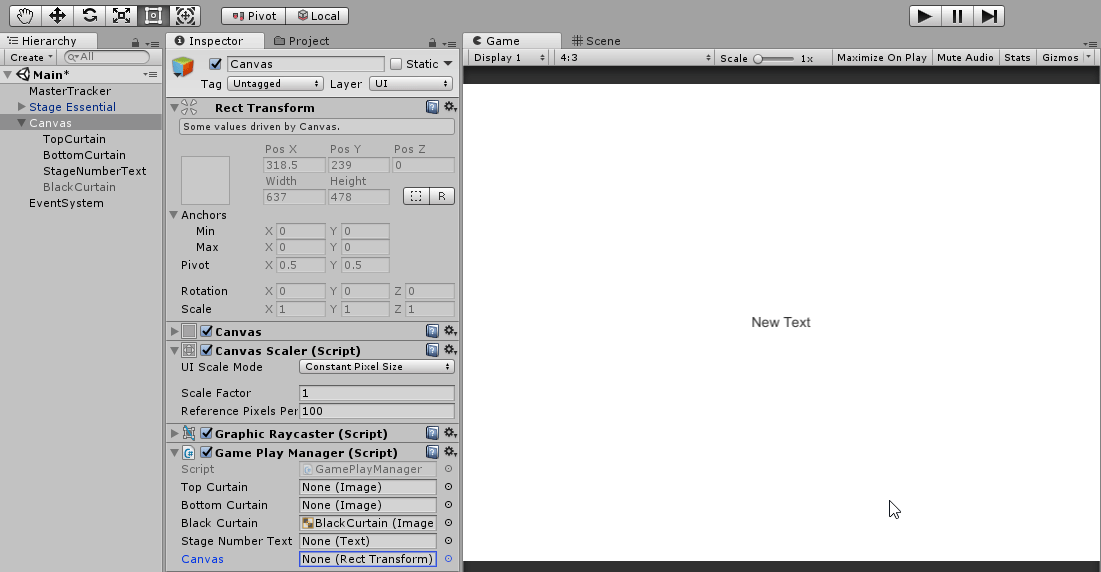 Pivot Local
Hierarchy
Create All
Main*
MasterTracker
Stage Essential
Canvas
TopCurtain
BottomCurtain
StageNumberText
BlackCurtain
EventSystem
Inspector Project
Canvas Static
Tag Untagged Layer UI
Rect Transform
Some values driven by Canvas.
Pos X Pos Y Pos Z
318.5 239 0
Width Height
637 478 R
Anchors
Min X 0 Y 0
Max X 0 Y 0
Pivot X 0.5 Y 0.5
Rotation X 0 Y 0 Z 0
Scale X 1 Y 1 Z 1
Canvas
Canvas Scaler (Script)
UI Scale Mode Constant Pixel Size
Scale Factor 1
Reference Pixels Per 100
Graphic Raycaster (Script)
Game Play Manager (Script)
Script GamePlayManager
Top Curtain None (Image)
Bottom Curtain None (Image)
Black Curtain BlackCurtain (Image
Stage Number Text None (Text)
Canvas None (Rect Transform)
Game Scene
Display 1 4:3 Scale 1x Maximize On Play Mute Audio Stats Gizmos
New Text